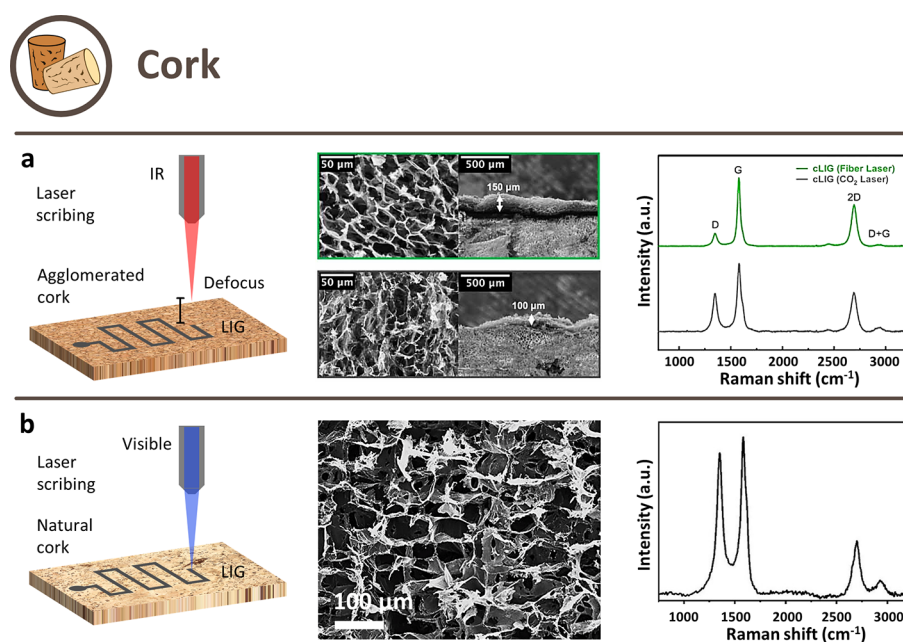 Cork
a
IR
Laser
scribing
Agglomerated
cork
Defocus
LIG
50 µm
500 µm
150 µm
50 µm
500 µm
100 µm
cLIG (Fiber Laser)
cLIG (CO₂ Laser)
G
D
2D
D+G
Intensity (a.u.)
1000 1500 2000 2500 3000
Raman shift (cm⁻¹)
b
Visible
Laser
scribing
Natural
cork
LIG
100 µm
Intensity (a.u.)
1000 1500 2000 2500 3000
Raman shift (cm⁻¹)